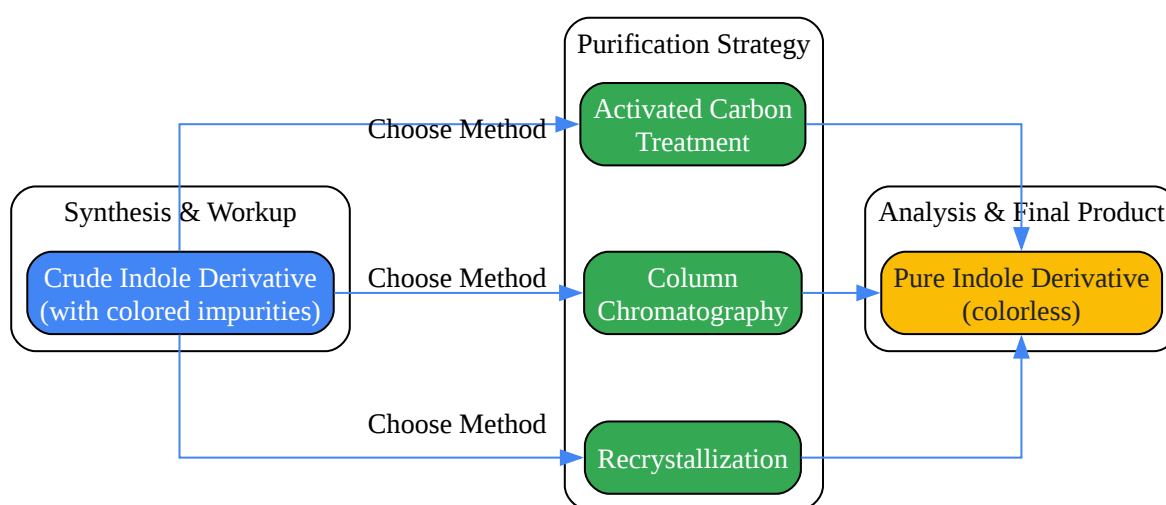 Purification Strategy
Activated Carbon
Treatment
Choose Method
Synthesis & Workup
Crude Indole Derivative
(with colored impurities)
Choose Method
Column
Chromatography
Analysis & Final Product
Pure Indole Derivative
(colorless)
Choose Method
Recrystallization